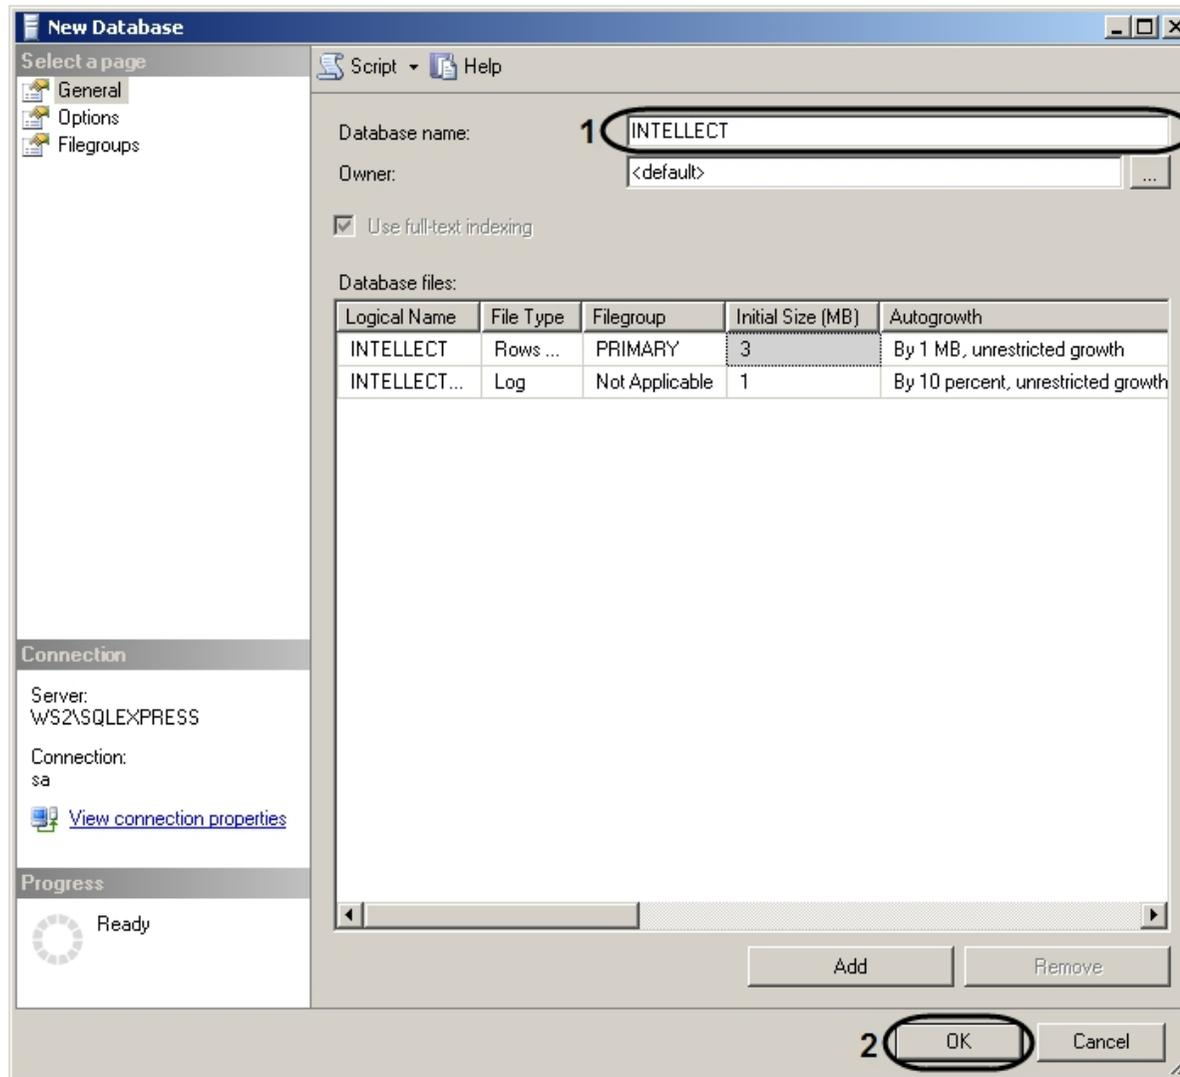 New Database
Select a page
General
Options
Filegroups
Script Help
Database name: 1 INTELLECT
Owner: <default> ...
Use full-text indexing
Database files:
Logical Name File Type Filegroup Initial Size (MB) Autogrowth
INTELLECT Rows ... PRIMARY 3 By 1 MB, unrestricted growth
INTELLECT... Log Not Applicable 1 By 10 percent, unrestricted growth
Connection
Server:
WS2\SQLEXPRESS
Connection:
sa
View connection properties
Progress
Ready
Add Remove
2 OK Cancel